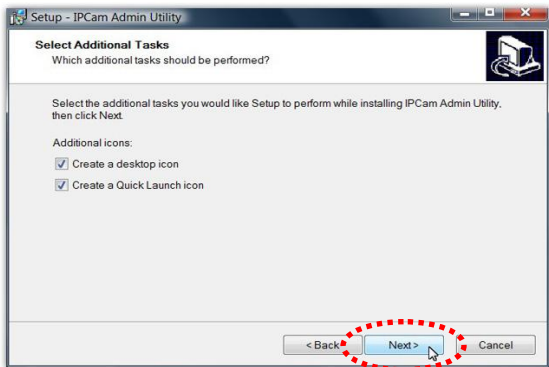 Setup - IPCam Admin Utility
Select Additional Tasks
Which additional tasks should be performed?
Select the additional tasks you would like Setup to perform while installing IPCam Admin Utility,
then click Next.
Additional icons:
Create a desktop icon
Create a Quick Launch icon
< Back Next > Cancel